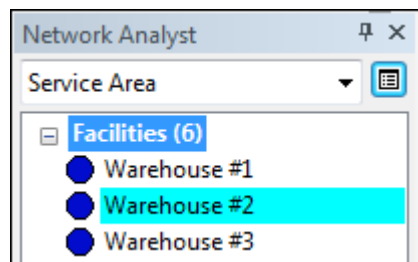 Network Analyst
Service Area
Facilities (6)
Warehouse #1
Warehouse #2
Warehouse #3